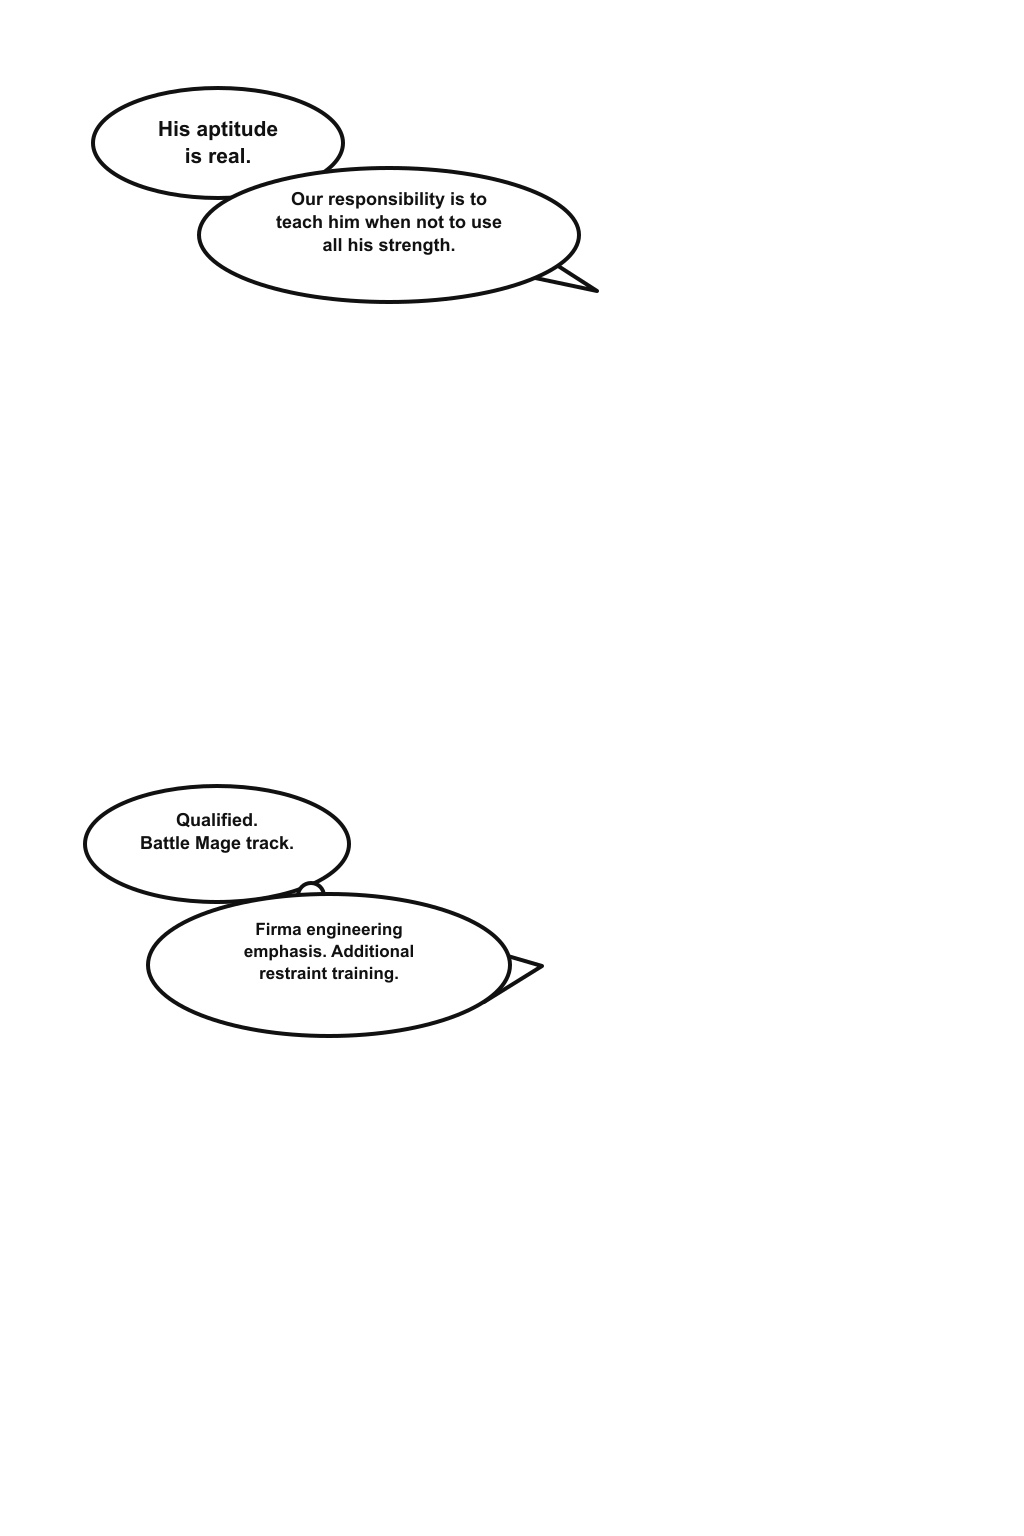 His aptitude
is real.
Our responsibility is to
teach him when not to use
all his strength.
Qualified.
Battle Mage track.
Firma engineering
emphasis. Additional
restraint training.